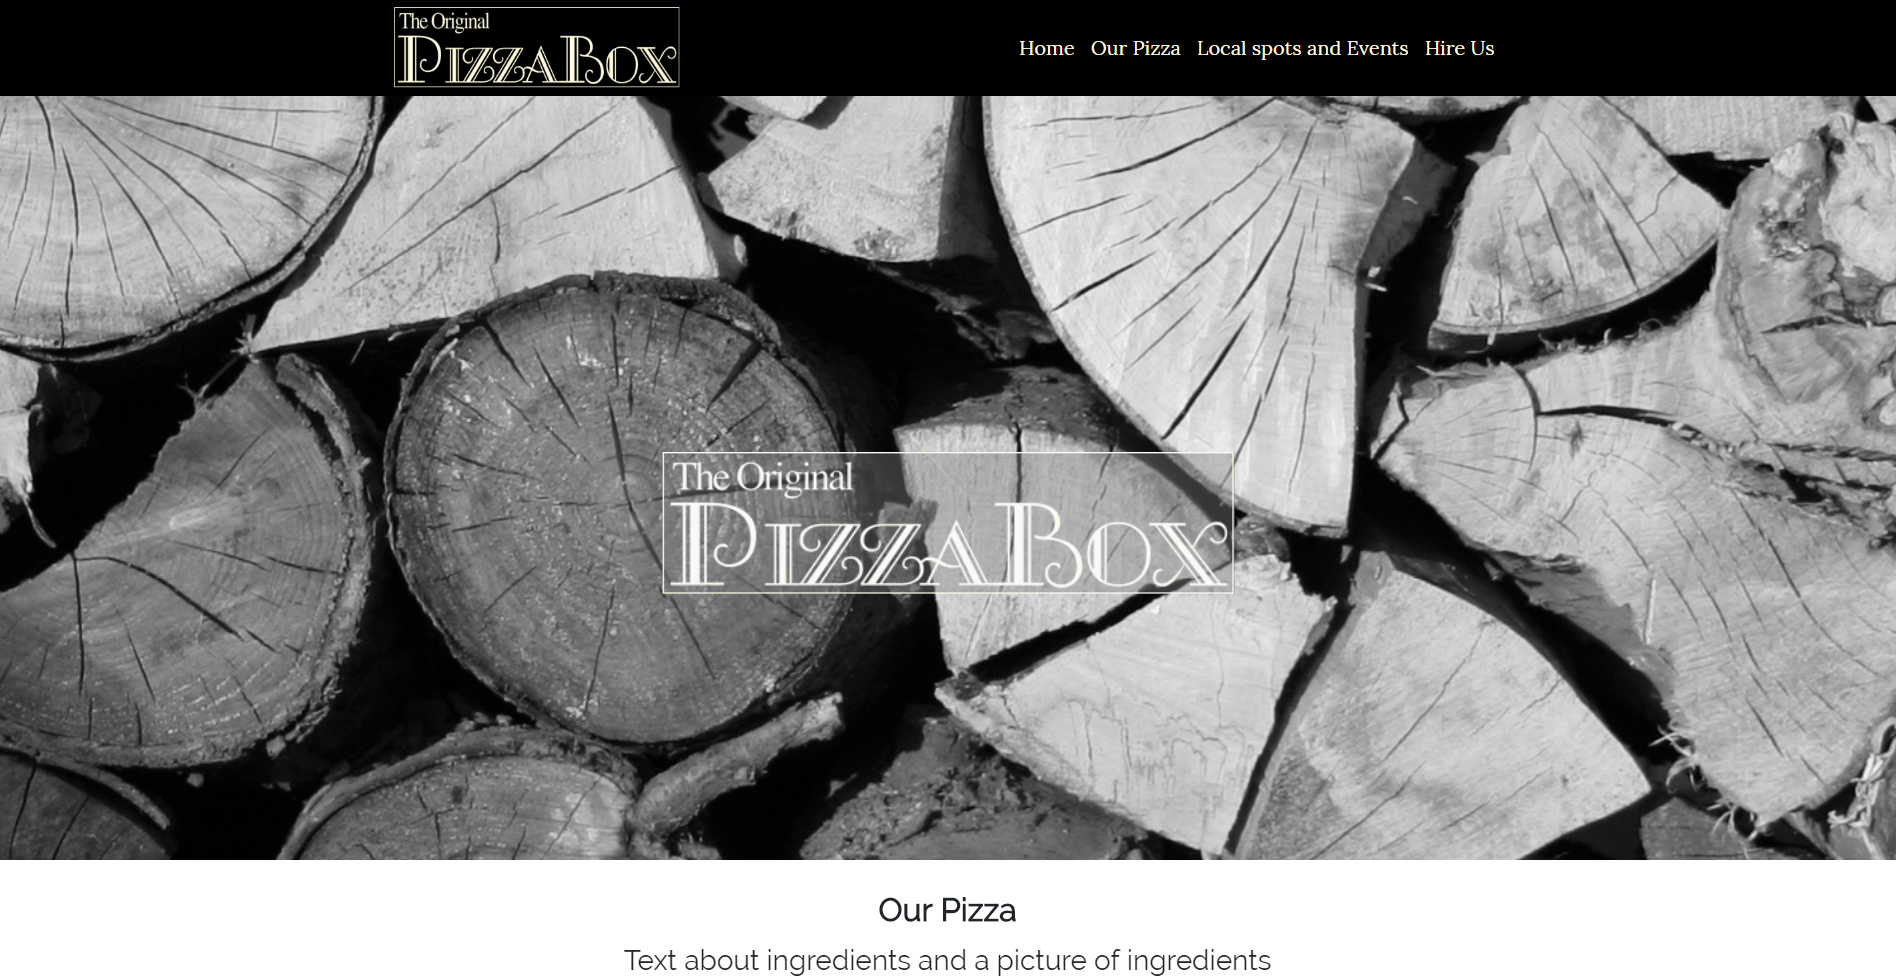 The Original
PIZZABOX
Home Our Pizza Local spots and Events Hire Us
The Original
PIZZABOX
Our Pizza
Text about ingredients and a picture of ingredients